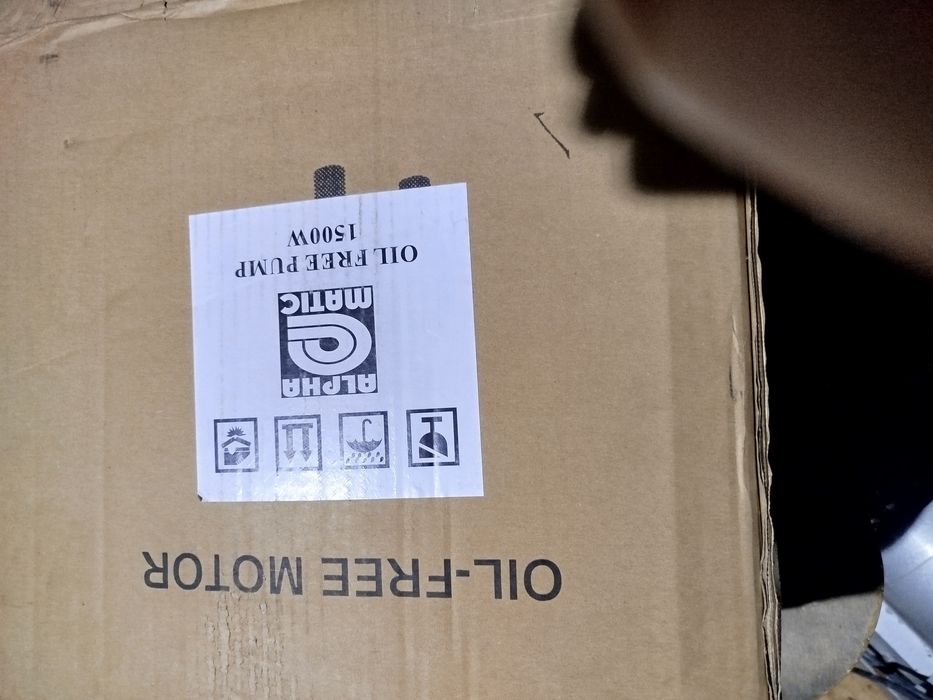 OIL-FREE MOTOR
ALPHA
MATIC
OIL FREE PUMP
1500W